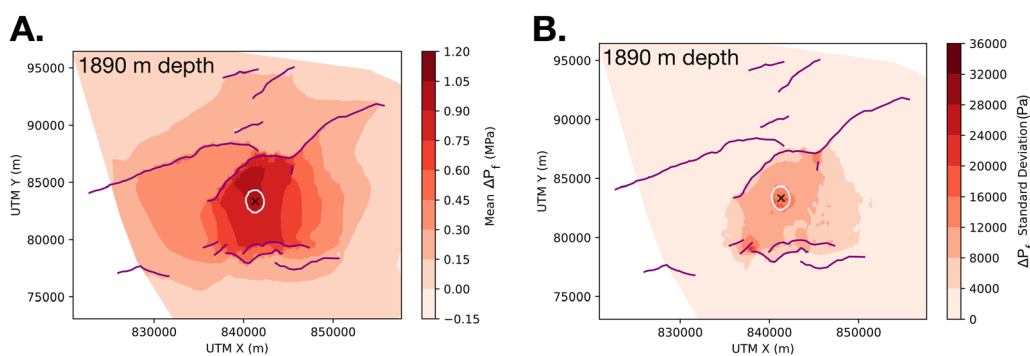 A.
1890 m depth
95000
90000
85000
80000
75000
UTM Y (m)
830000 840000 850000
UTM X (m)
1.20
1.05
0.90
0.75
0.60
0.45
0.30
0.15
0.00
−0.15
Mean ΔPf (MPa)
B.
1890 m depth
95000
90000
85000
80000
75000
UTM Y (m)
830000 840000 850000
UTM X (m)
36000
32000
28000
24000
20000
16000
12000
8000
4000
0
ΔPf Standard Deviation(Pa)